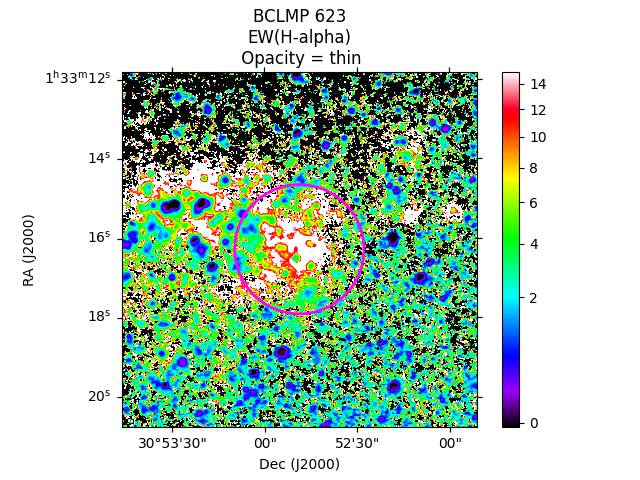 BCLMP 623
EW(H-alpha)
Opacity = thin
1ʰ33ᵐ12ˢ
14ˢ
16ˢ
18ˢ
20ˢ
RA (J2000)
30°53'30" 00" 52'30" 00"
Dec (J2000)
14
12
10
8
6
4
2
0